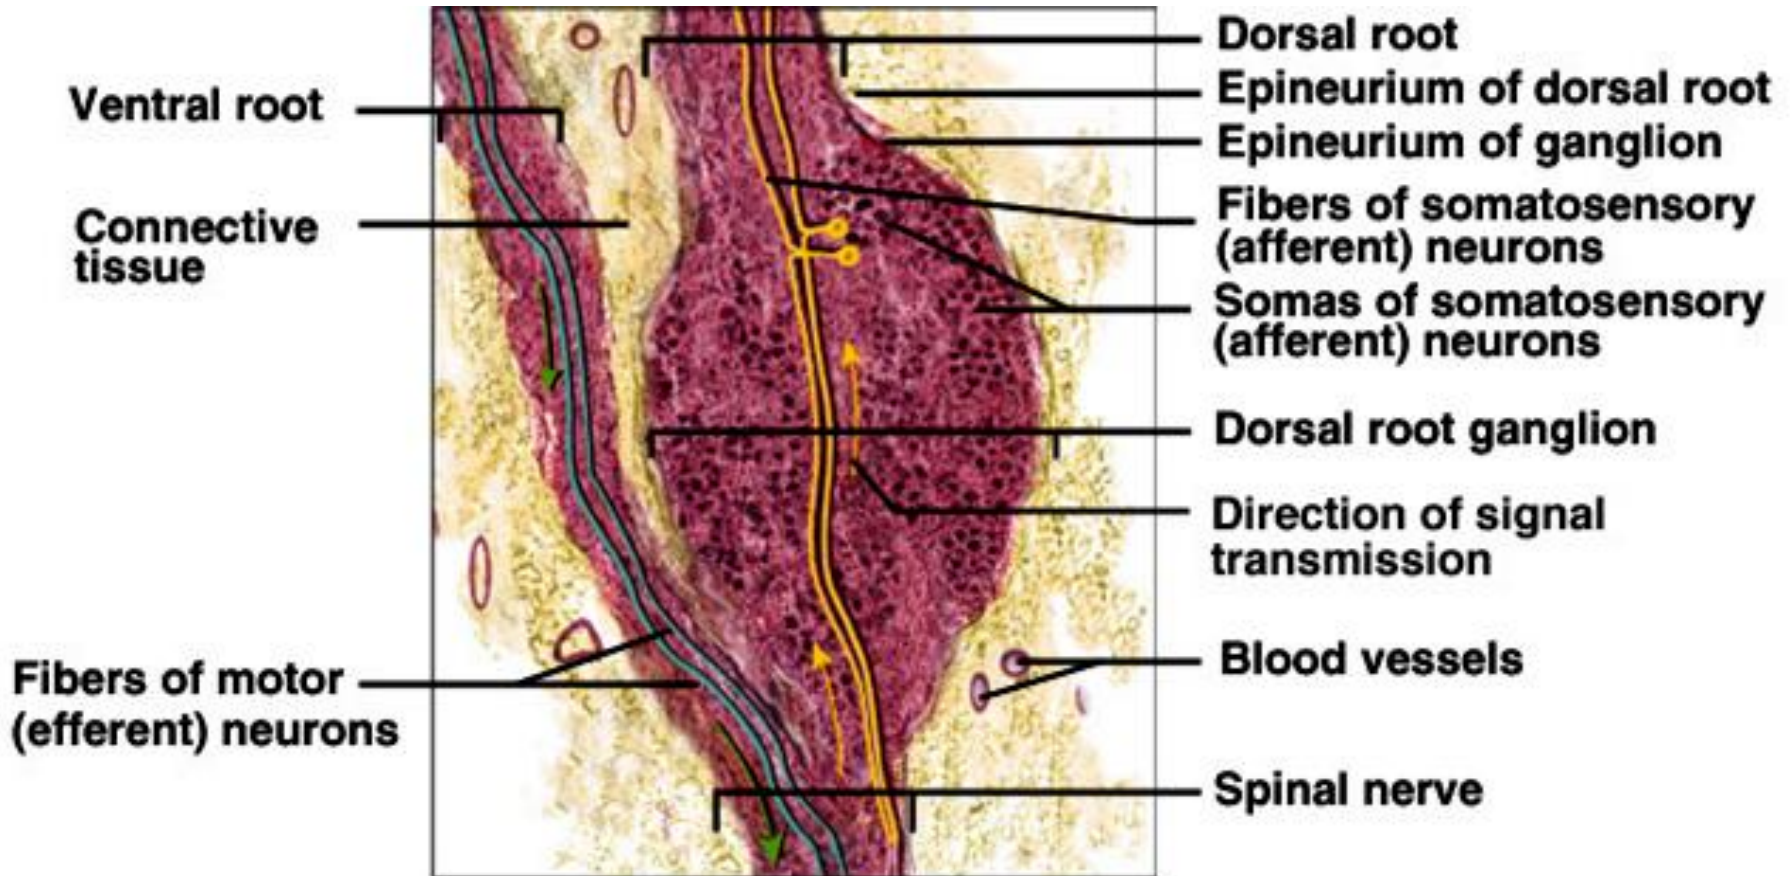 Ventral root
Connective
tissue
Fibers of motor
(efferent) neurons
Dorsal root
Epineurium of dorsal root
Epineurium of ganglion
Fibers of somatosensory
(afferent) neurons
Somas of somatosensory
(afferent) neurons
Dorsal root ganglion
Direction of signal
transmission
Blood vessels
Spinal nerve